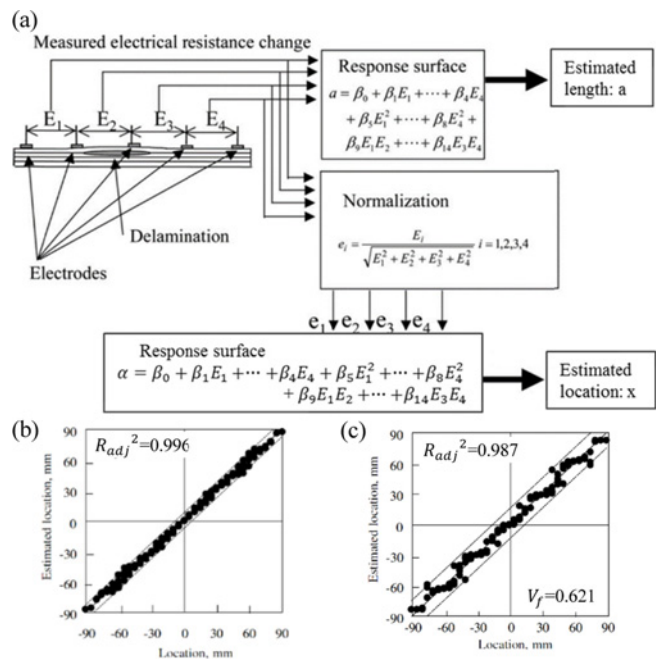 (a)
Measured electrical resistance change
Response surface
a = β₀ + β₁E₁ + ⋯ + β₄E₄
+ β₅E₁² + ⋯ + β₈E₄² +
β₉E₁E₂ + ⋯ + β₁₄E₃E₄
Estimated
length: a
E₁ E₂ E₃ E₄
Delamination
Electrodes
Normalization
eᵢ = Eᵢ / √(E₁² + E₂² + E₃² + E₄²) i = 1,2,3,4
e₁ e₂ e₃ e₄
Response surface
α = β₀ + β₁E₁ + ⋯ + β₄E₄ + β₅E₁² + ⋯ + β₈E₄²
+ β₉E₁E₂ + ⋯ + β₁₄E₃E₄
Estimated
location: x
(b)
90
60
30
0
-30
-60
-90
Estimated location, mm
R_adj²=0.996
-90 -60 -30 0 30 60 90
Location, mm
(c)
90
60
30
0
-30
-60
-90
Estimated location, mm
R_adj²=0.987
V_f=0.621
-90 -60 -30 0 30 60 90
Location, mm